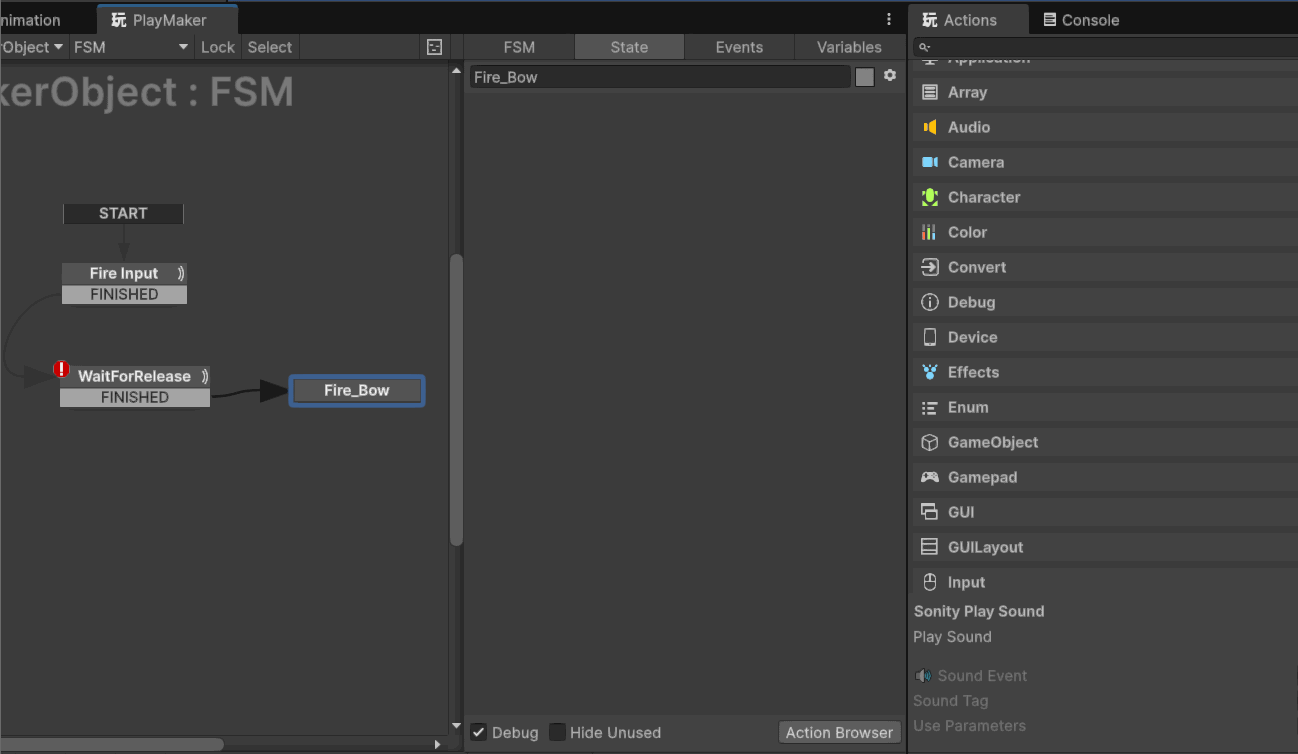 nimation
PlayMaker
rObject
FSM
Lock
Select
kerObject : FSM
START
Fire Input
FINISHED
WaitForRelease
FINISHED
Fire_Bow
FSM
State
Events
Variables
Fire_Bow
Debug
Hide Unused
Action Browser
Actions
Console
Application
Array
Audio
Camera
Character
Color
Convert
Debug
Device
Effects
Enum
GameObject
Gamepad
GUI
GUILayout
Input
Sonity Play Sound
Play Sound
Sound Event
Sound Tag
Use Parameters